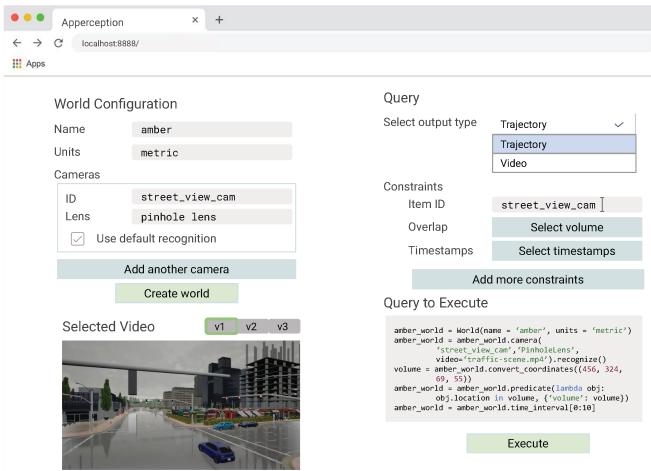 Apperception
localhost:8888/
Apps
World Configuration
Name amber
Units metric
Cameras
ID street_view_cam
Lens pinhole lens
Use default recognition
Add another camera
Create world
Selected Video v1 v2 v3
Query
Select output type Trajectory
Trajectory
Video
Constraints
Item ID street_view_cam
Overlap Select volume
Timestamps Select timestamps
Add more constraints
Query to Execute
amber_world = World(name = ‘amber’, units = ‘metric’)
amber_world = amber_world.camera(
‘street_view_cam’,‘PinholeLens’,
video=‘traffic-scene.mp4’).recognize()
volume = amber_world.convert_coordinates((456, 324,
69, 55))
amber_world = amber_world.predicate(lambda obj:
obj.location in volume, {‘volume’: volume})
amber_world = amber_world.time_interval[0:10]
Execute